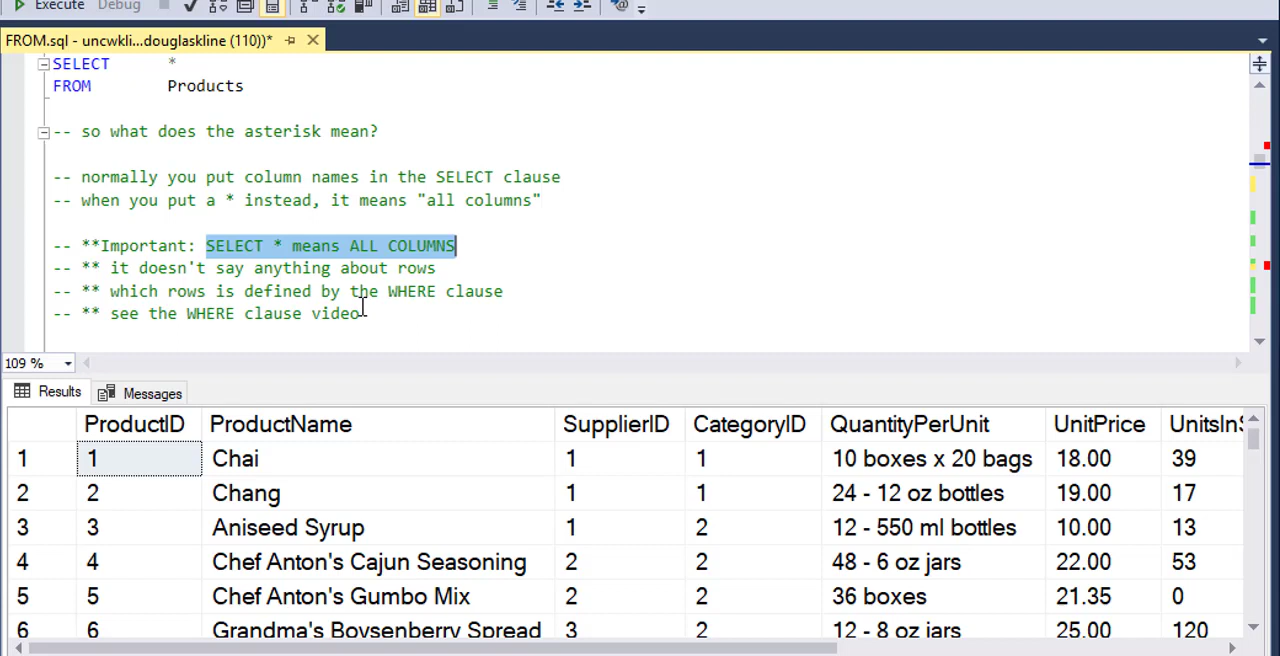 Execute Debug
FROM.sql - uncwkli...douglaskline (110))*
SELECT *
FROM Products
-- so what does the asterisk mean?
-- normally you put column names in the SELECT clause
-- when you put a * instead, it means "all columns"
-- **Important: SELECT * means ALL COLUMNS
-- ** it doesn't say anything about rows
-- ** which rows is defined by the WHERE clause
-- ** see the WHERE clause video
109 %
Results Messages
ProductID ProductName SupplierID CategoryID QuantityPerUnit UnitPrice UnitsInS
1 1 Chai 1 1 10 boxes x 20 bags 18.00 39
2 2 Chang 1 1 24 - 12 oz bottles 19.00 17
3 3 Aniseed Syrup 1 2 12 - 550 ml bottles 10.00 13
4 4 Chef Anton's Cajun Seasoning 2 2 48 - 6 oz jars 22.00 53
5 5 Chef Anton's Gumbo Mix 2 2 36 boxes 21.35 0
6 6 Grandma's Boysenberry Spread 3 2 12 - 8 oz jars 25.00 120